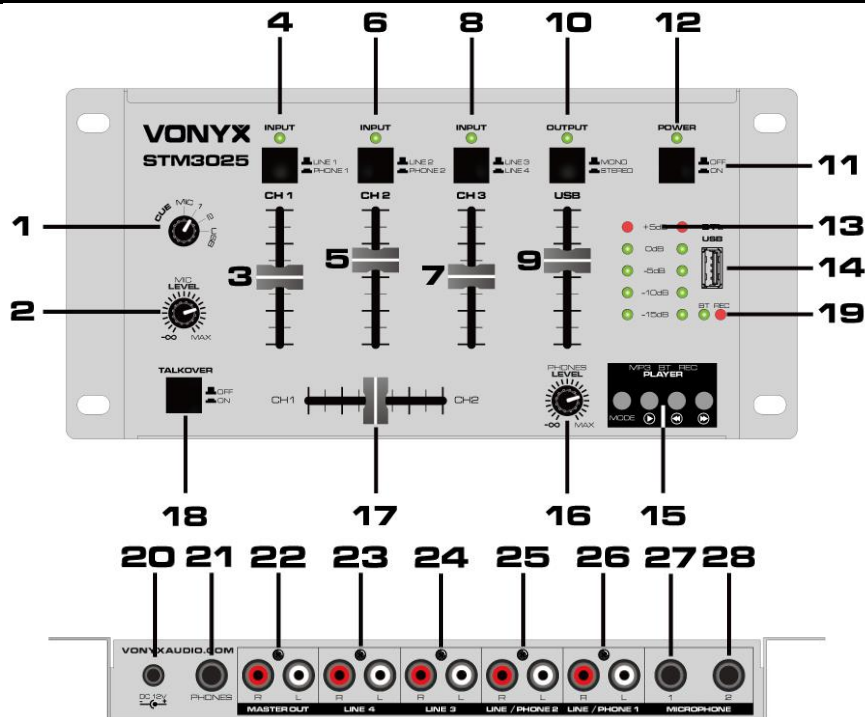 4 6 8 10 12
VONYX
STM3025
INPUT INPUT INPUT OUTPUT POWER
LINE 1 LINE 2 LINE 3 MONO OFF
PHONE 1 PHONE 2 LINE 4 STEREO ON
11
CH 1 CH 2 CH 3 USB
1
CUE MIC 1 2 USB
+5dB
13
USB
0dB
14
3 5 7 9
-5dB
2
MIC
LEVEL
-10dB
BT REC
19
-∞ MAX
-15dB
TALKOVER
OFF
ON
CH1 CH2
PHONES
LEVEL
-∞ MAX
MP3 BT REC
PLAYER
MODE
18 17 16 15
20 21 22 23 24 25 26 27 28
VONYXAUDIO.COM
DC 12V PHONES R L R L R L R L R L 1 2
MASTER OUT LINE 4 LINE 3 LINE / PHONE 2 LINE / PHONE 1 MICROPHONE